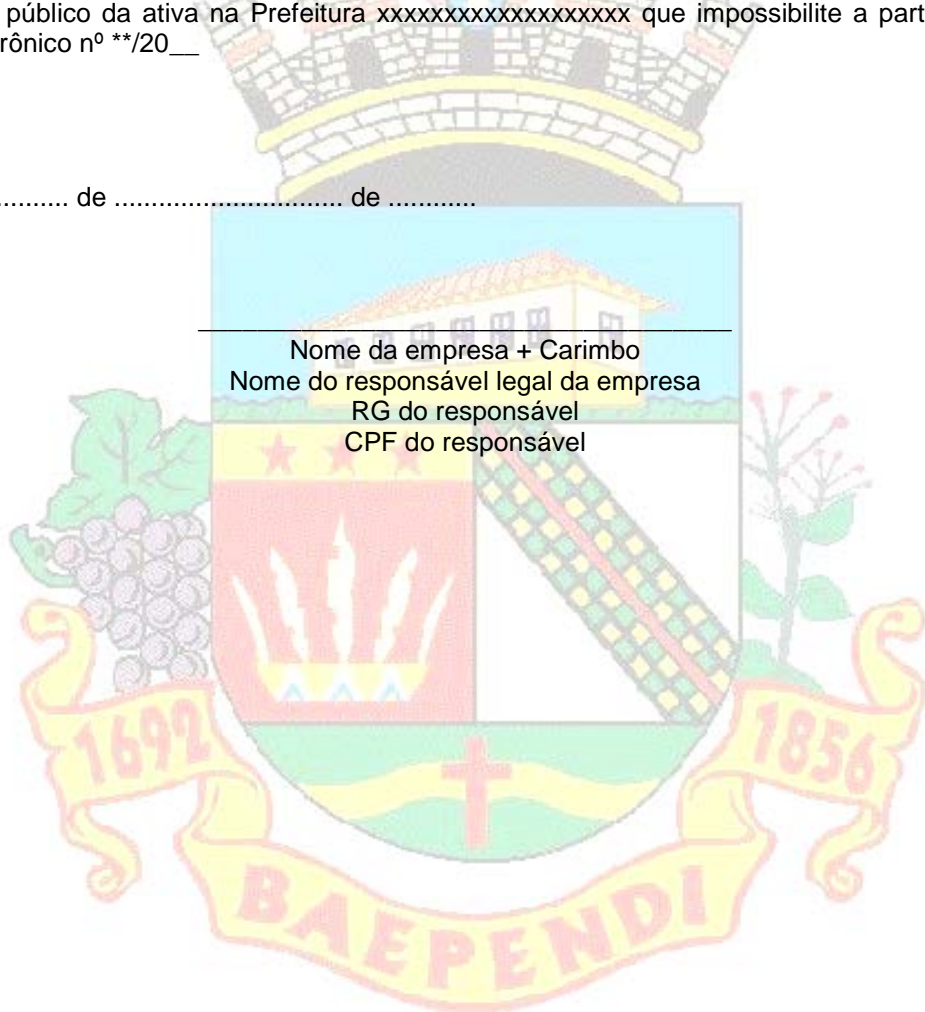 público da ativa na Prefeitura xxxxxxxxxxxxxxxxxxx que impossibilite a part
rônico nº **/20__
.......... de ............................... de ............
______________________________________
Nome da empresa + Carimbo
Nome do responsável legal da empresa
RG do responsável
CPF do responsável
1692
1856
BAEPENDI